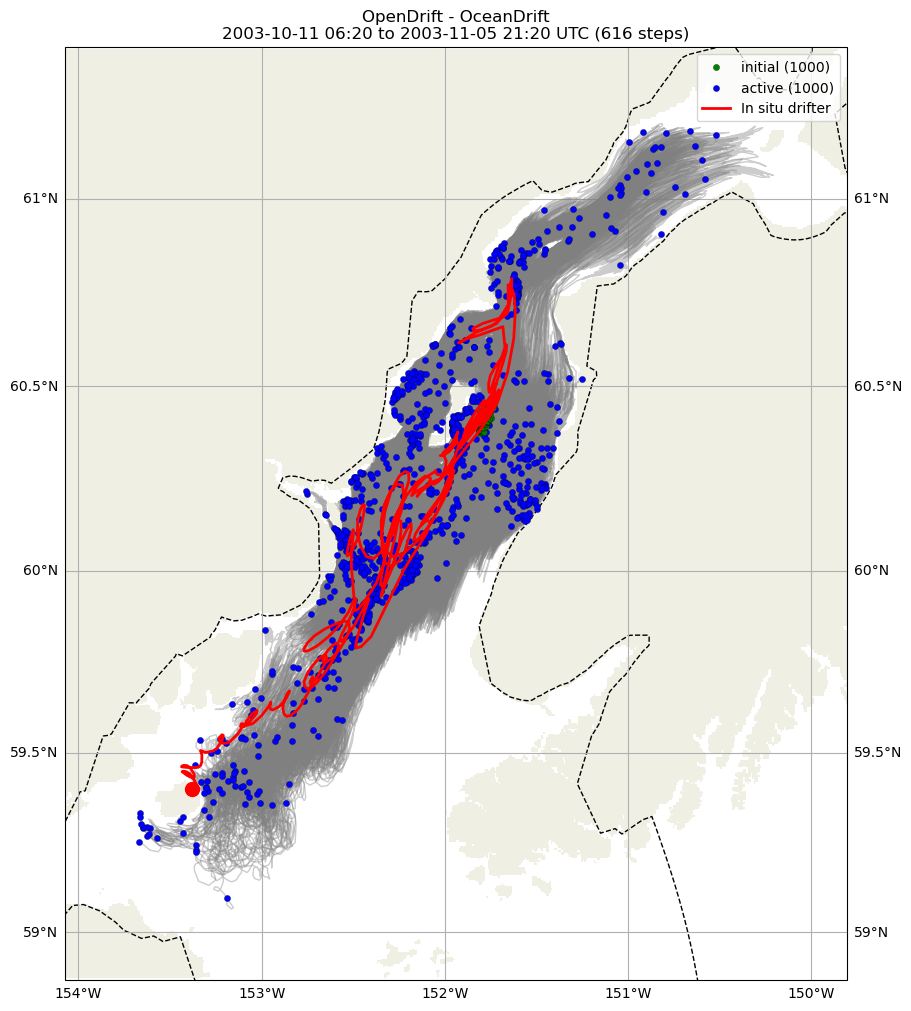 OpenDrift - OceanDrift
2003-10-11 06:20 to 2003-11-05 21:20 UTC (616 steps)
initial (1000)
active (1000)
In situ drifter
61°N
61°N
60.5°N
60.5°N
60°N
60°N
59.5°N
59.5°N
59°N
59°N
154°W
153°W
152°W
151°W
150°W